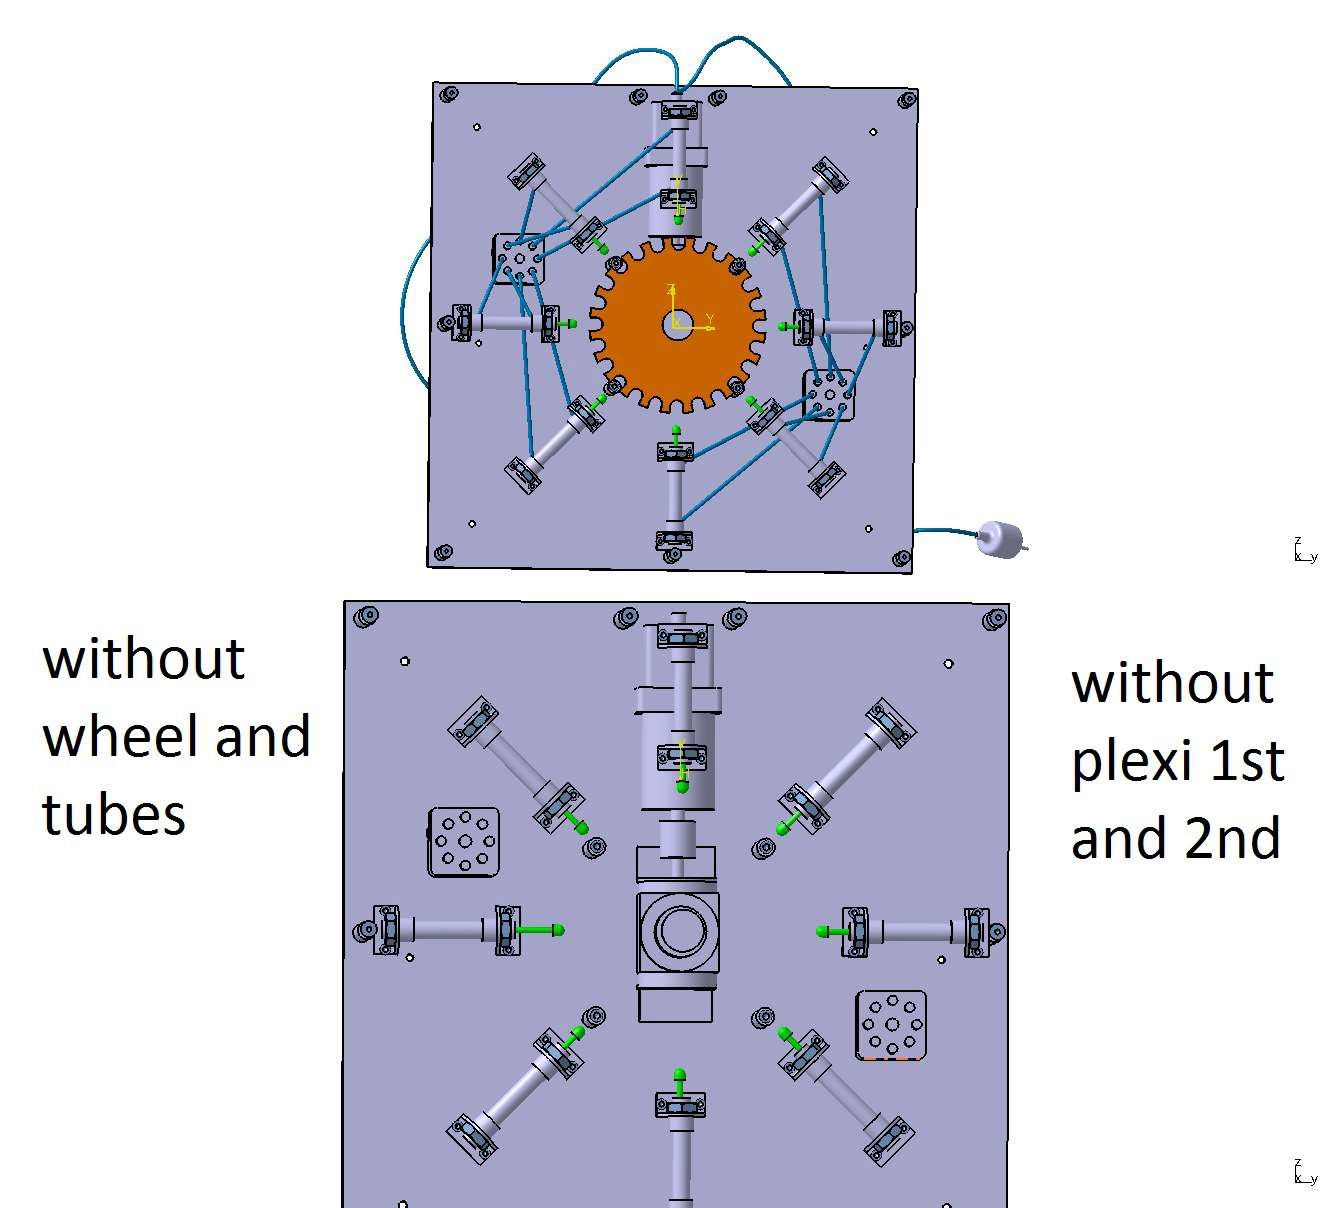 Z
Y
X
z
x y
without
wheel and
tubes
without
plexi 1st
and 2nd
z
x y